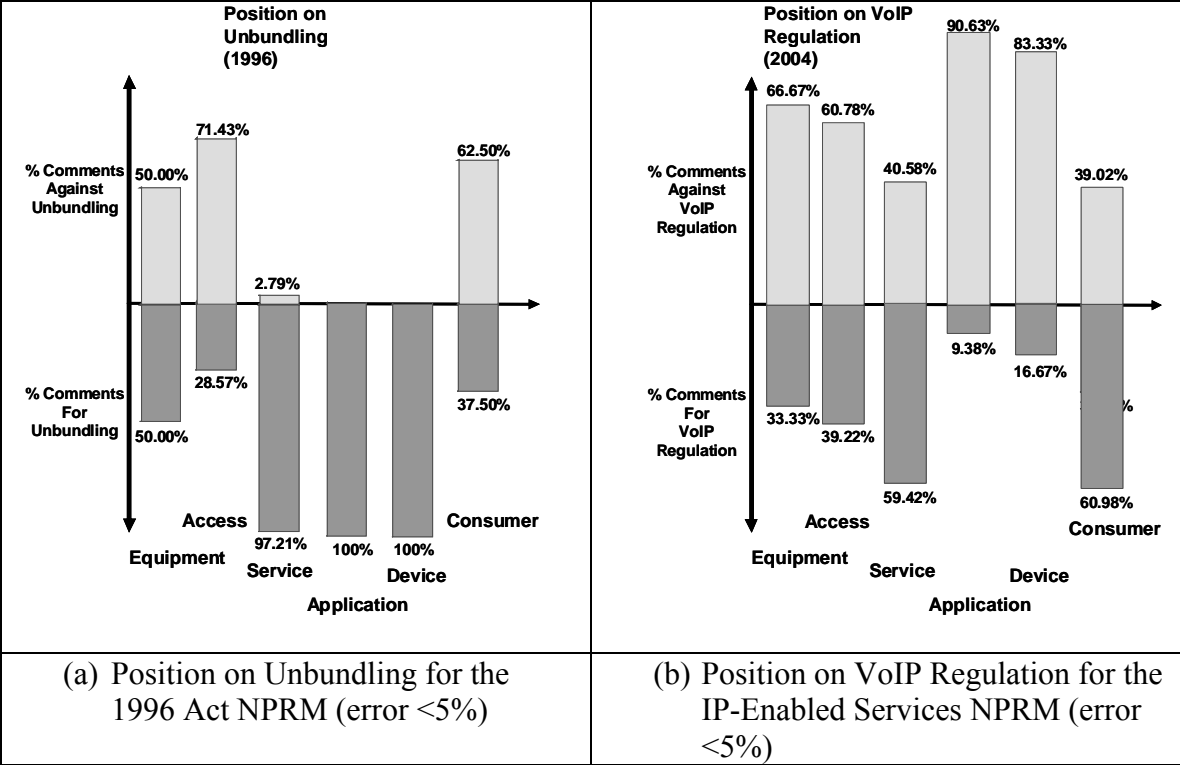 Position on
Unbundling
(1996)
71.43%
62.50%
50.00%
% Comments
Against
Unbundling
2.79%
28.57%
37.50%
% Comments
For
Unbundling
50.00%
Access
Consumer
97.21%
100%
100%
Equipment
Service
Device
Application
Position on VoIP
Regulation
(2004)
90.63%
83.33%
66.67%
60.78%
40.58%
39.02%
% Comments
Against
VoIP
Regulation
9.38%
16.67%
% Comments
For
VoIP
Regulation
33.33%
39.22%
%
59.42%
60.98%
Access
Consumer
Equipment
Service
Device
Application
(a) Position on Unbundling for the
1996 Act NPRM (error <5%)
(b) Position on VoIP Regulation for the
IP-Enabled Services NPRM (error
<5%)